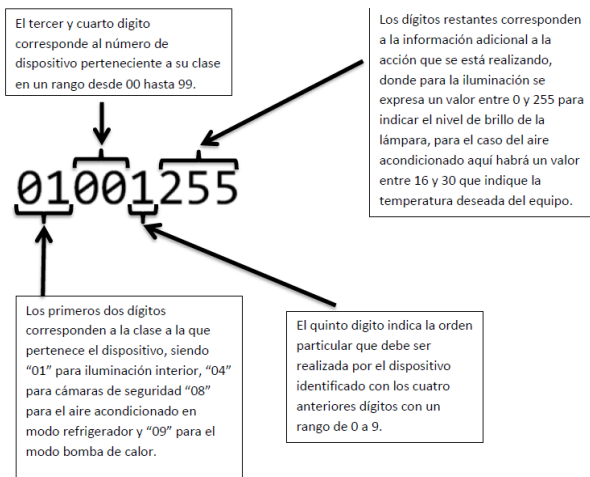 El tercer y cuarto digito
corresponde al número de
dispositivo perteneciente a su clase
en un rango desde 00 hasta 99.
Los dígitos restantes corresponden
a la información adicional a la
acción que se está realizando,
donde para la iluminación se
expresa un valor entre 0 y 255 para
indicar el nivel de brillo de la
lámpara, para el caso del aire
acondicionado aquí habrá un valor
entre 16 y 30 que indique la
temperatura deseada del equipo.
01001255
Los primeros dos dígitos
corresponden a la clase a la que
pertenece el dispositivo, siendo
“01” para iluminación interior, “04”
para cámaras de seguridad “08”
para el aire acondicionado en
modo refrigerador y “09” para el
modo bomba de calor.
El quinto digito indica la orden
particular que debe ser
realizada por el dispositivo
identificado con los cuatro
anteriores dígitos con un
rango de 0 a 9.